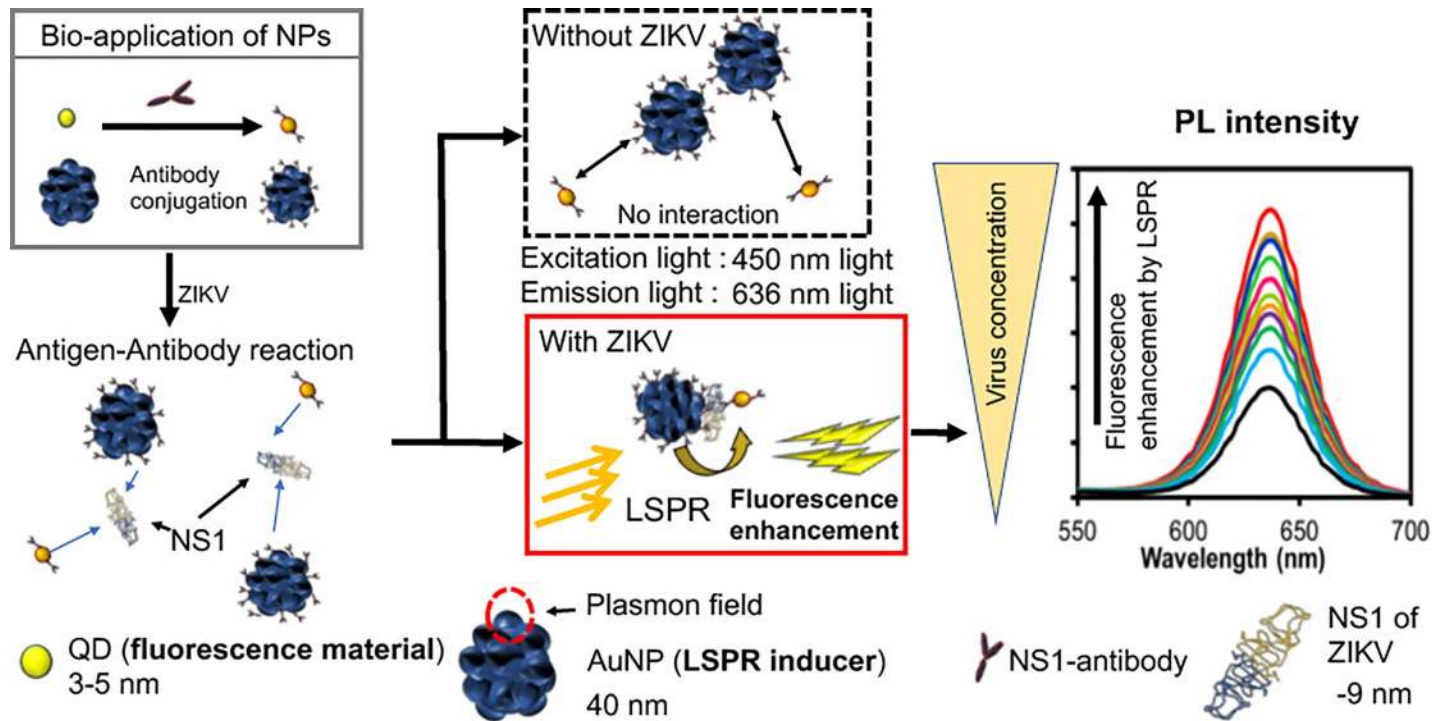 Bio-application of NPs
Antibody
conjugation
ZIKV
Antigen-Antibody reaction
NS1
Without ZIKV
No interaction
Excitation light : 450 nm light
Emission light : 636 nm light
With ZIKV
LSPR
Fluorescence
enhancement
Virus concentration
PL intensity
Fluorescence
enhancement by LSPR
550
600
650
700
Wavelength (nm)
QD (fluorescence material)
3-5 nm
Plasmon field
AuNP (LSPR inducer)
40 nm
NS1-antibody
NS1 of
ZIKV
-9 nm